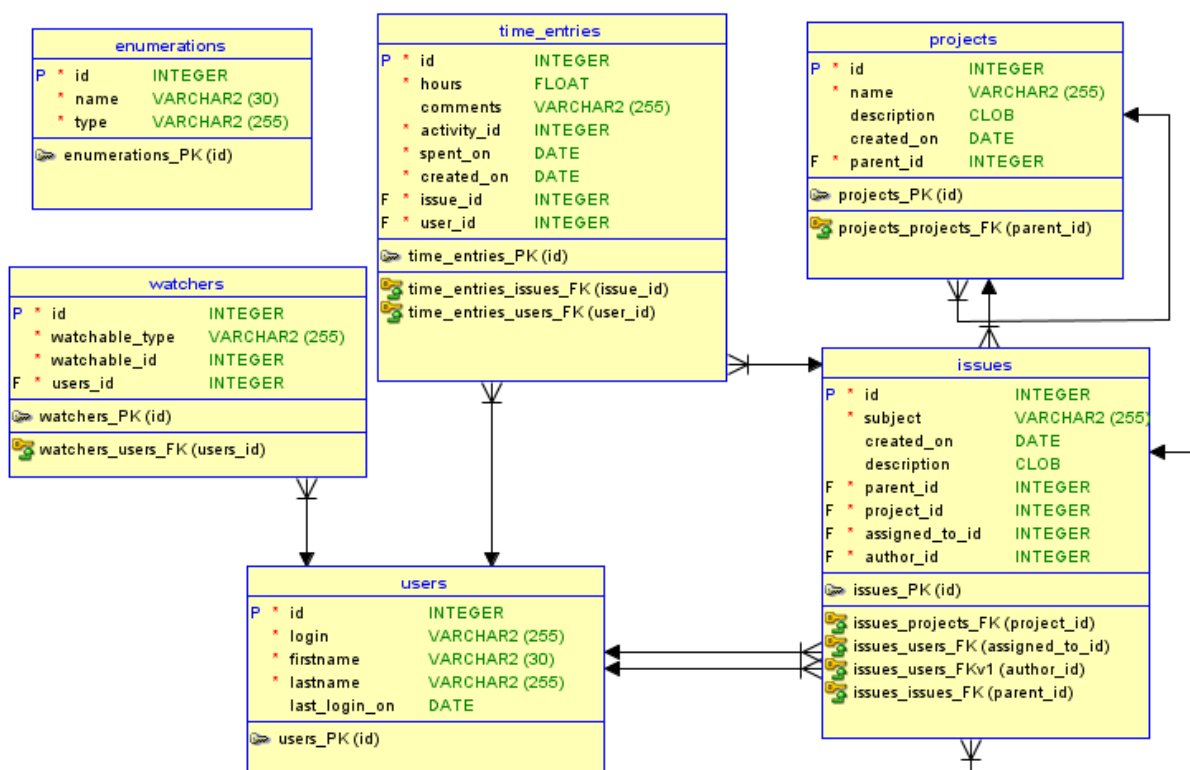 enumerations
P * id INTEGER
* name VARCHAR2 (30)
* type VARCHAR2 (255)
enumerations_PK (id)
time_entries
P * id INTEGER
* hours FLOAT
comments VARCHAR2 (255)
* activity_id INTEGER
* spent_on DATE
* created_on DATE
F * issue_id INTEGER
F * user_id INTEGER
time_entries_PK (id)
time_entries_issues_FK (issue_id)
time_entries_users_FK (user_id)
projects
P * id INTEGER
* name VARCHAR2 (255)
description CLOB
created_on DATE
F * parent_id INTEGER
projects_PK (id)
projects_projects_FK (parent_id)
watchers
P * id INTEGER
* watchable_type VARCHAR2 (255)
* watchable_id INTEGER
F * users_id INTEGER
watchers_PK (id)
watchers_users_FK (users_id)
issues
P * id INTEGER
* subject VARCHAR2 (255)
created_on DATE
description CLOB
F * parent_id INTEGER
F * project_id INTEGER
F * assigned_to_id INTEGER
F * author_id INTEGER
issues_PK (id)
issues_projects_FK (project_id)
issues_users_FK (assigned_to_id)
issues_users_FKv1 (author_id)
issues_issues_FK (parent_id)
users
P * id INTEGER
* login VARCHAR2 (255)
* firstname VARCHAR2 (30)
* lastname VARCHAR2 (255)
last_login_on DATE
users_PK (id)